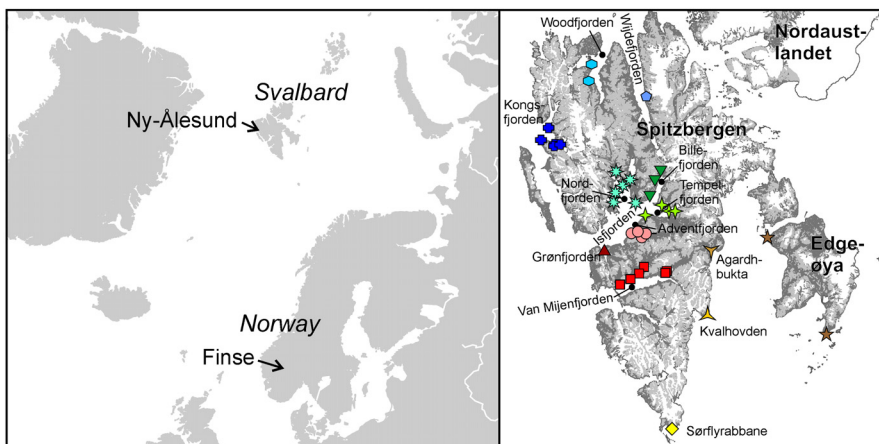 Svalbard
Ny-Ålesund
Norway
Finse
Woodfjorden
Wijdefjorden
Nordaust-
landet
Kongs-
fjorden
Spitzbergen
Bille-
fjorden
Nord-
fjorden
Tempel-
fjorden
Isfjorden
Adventfjorden
Grønfjorden
Agardh-
bukta
Edge-
øya
Van Mijenfjorden
Kvalhovden
Sørflyrabbane